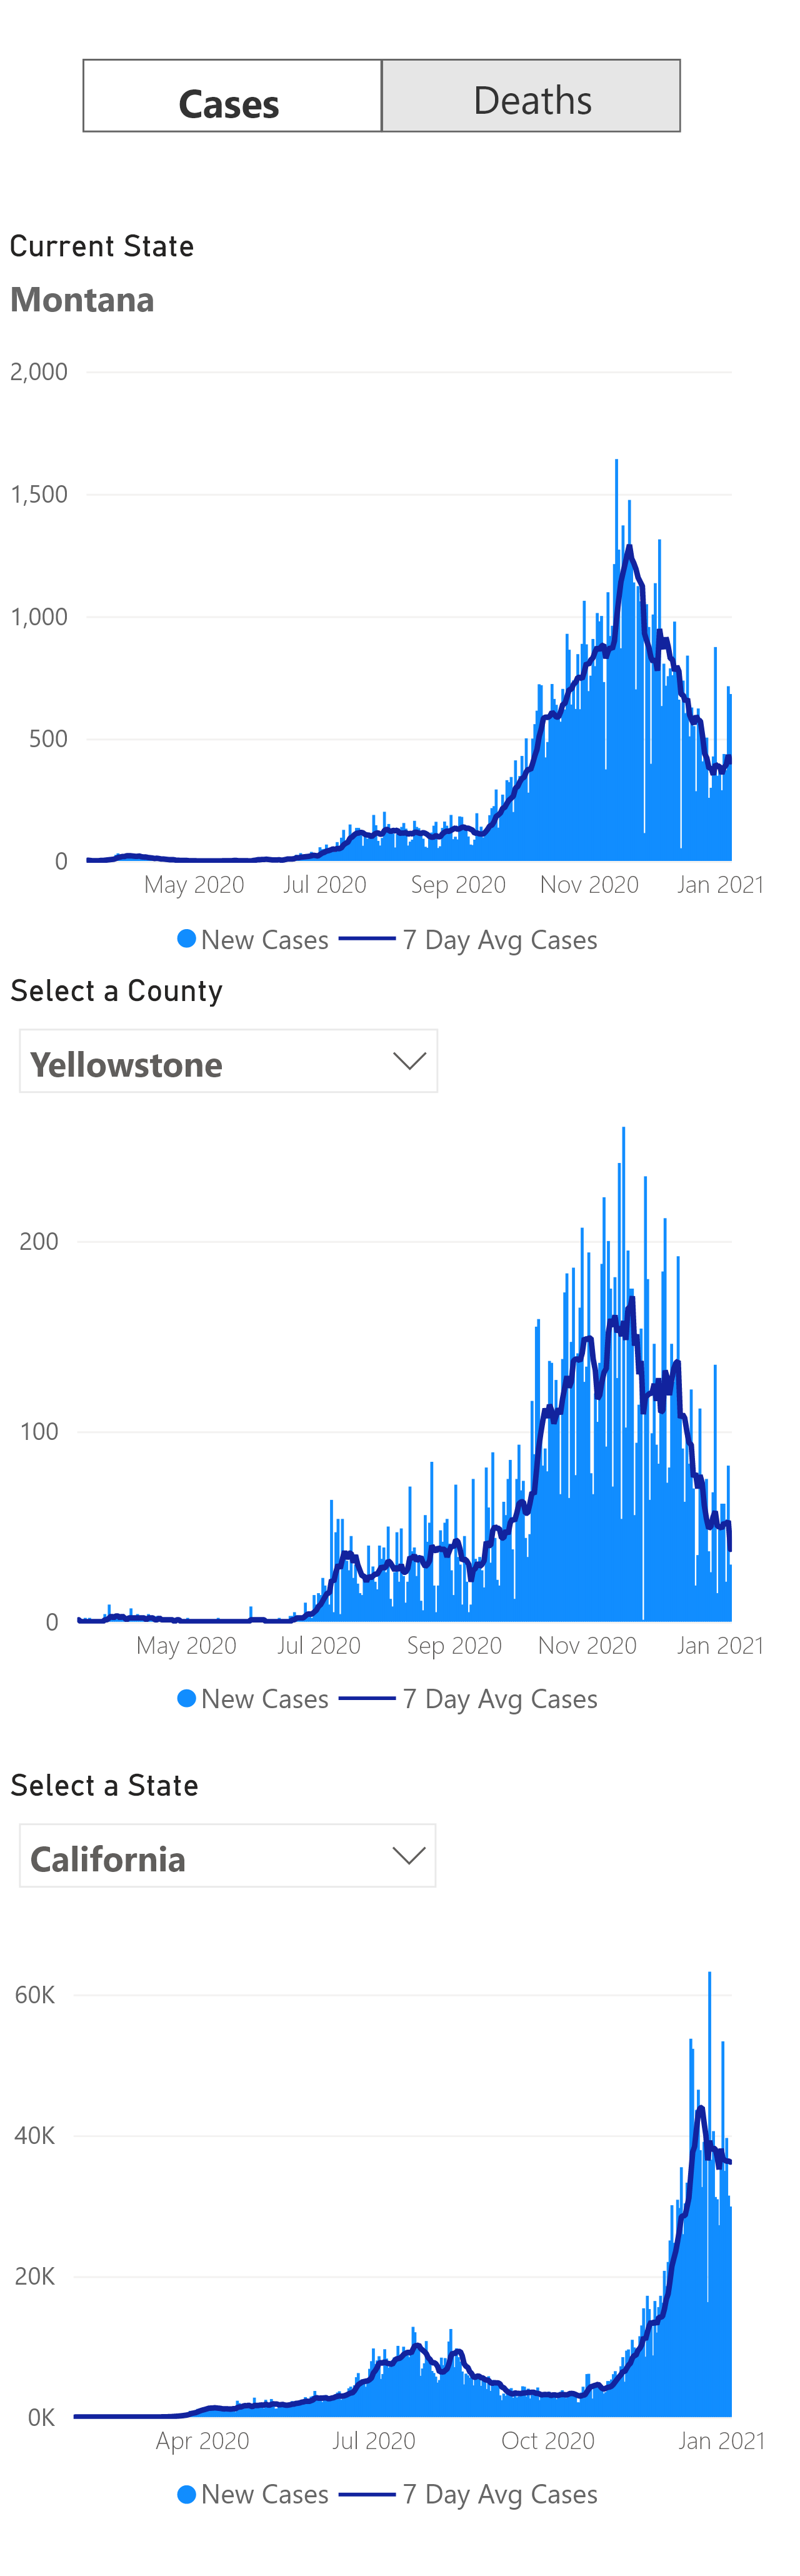 Cases Deaths
Current State
Montana
2,000
1,500
1,000
500
0
May 2020 Jul 2020 Sep 2020 Nov 2020 Jan 2021
New Cases 7 Day Avg Cases
Select a County
Yellowstone
200
100
0
May 2020 Jul 2020 Sep 2020 Nov 2020 Jan 2021
New Cases 7 Day Avg Cases
Select a State
California
60K
40K
20K
0K
Apr 2020 Jul 2020 Oct 2020 Jan 2021
New Cases 7 Day Avg Cases